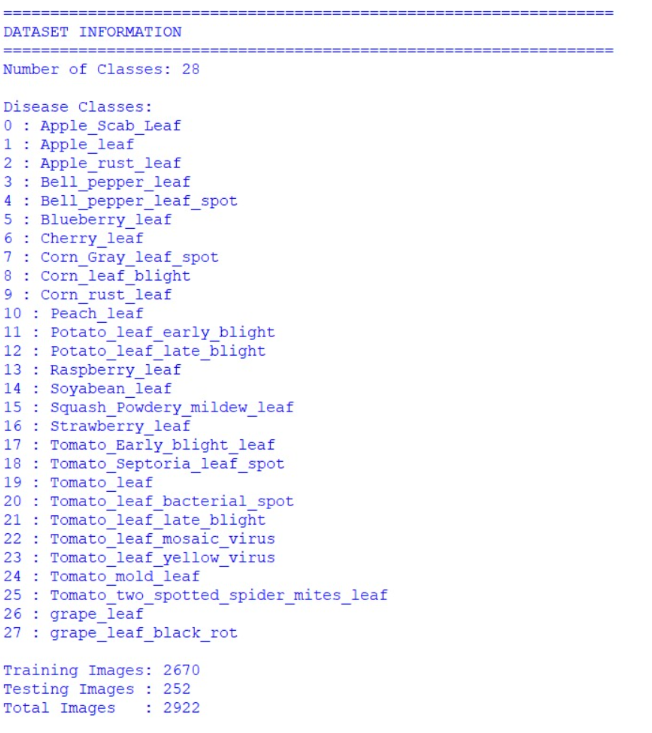 =================================================================
DATASET INFORMATION
=================================================================
Number of Classes: 28
Disease Classes:
0 : Apple_Scab_Leaf
1 : Apple_leaf
2 : Apple_rust_leaf
3 : Bell_pepper_leaf
4 : Bell_pepper_leaf_spot
5 : Blueberry_leaf
6 : Cherry_leaf
7 : Corn_Gray_leaf_spot
8 : Corn_leaf_blight
9 : Corn_rust_leaf
10 : Peach_leaf
11 : Potato_leaf_early_blight
12 : Potato_leaf_late_blight
13 : Raspberry_leaf
14 : Soyabean_leaf
15 : Squash_Powdery_mildew_leaf
16 : Strawberry_leaf
17 : Tomato_Early_blight_leaf
18 : Tomato_Septoria_leaf_spot
19 : Tomato_leaf
20 : Tomato_leaf_bacterial_spot
21 : Tomato_leaf_late_blight
22 : Tomato_leaf_mosaic_virus
23 : Tomato_leaf_yellow_virus
24 : Tomato_mold_leaf
25 : Tomato_two_spotted_spider_mites_leaf
26 : grape_leaf
27 : grape_leaf_black_rot
Training Images: 2670
Testing Images : 252
Total Images   : 2922